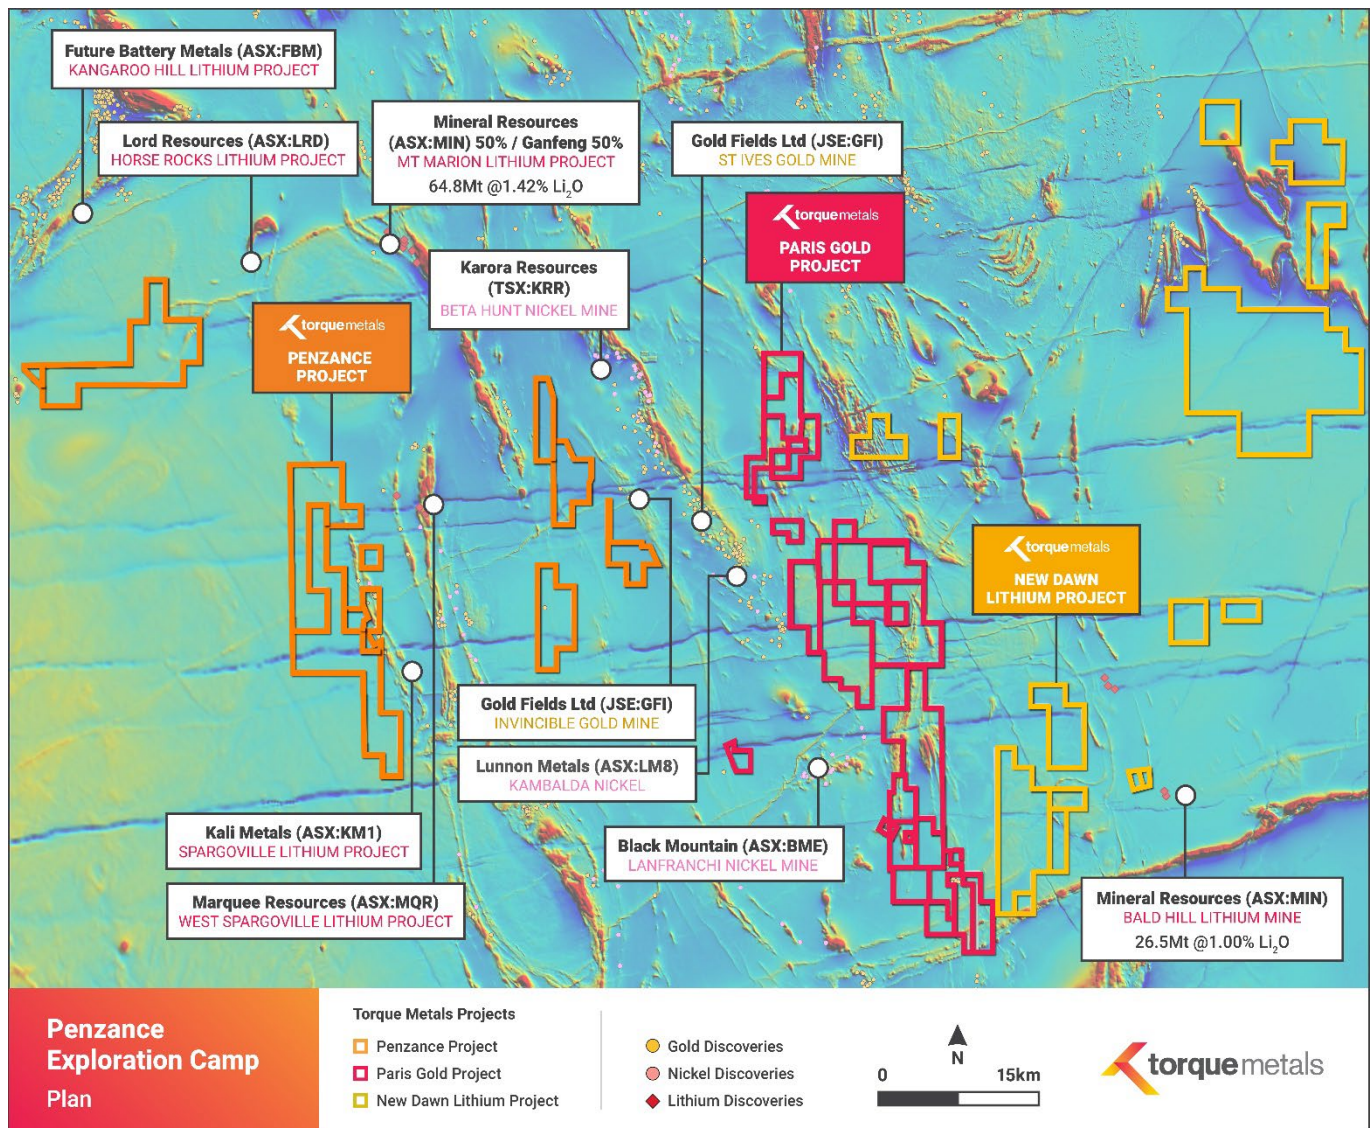 Future Battery Metals (ASX:FBM)
KANGAROO HILL LITHIUM PROJECT
Lord Resources (ASX:LRD)
HORSE ROCKS LITHIUM PROJECT
Mineral Resources
(ASX:MIN) 50% / Ganfeng 50%
MT MARION LITHIUM PROJECT
64.8Mt @1.42% Li₂O
Gold Fields Ltd (JSE:GFI)
ST IVES GOLD MINE
torquemetals
PARIS GOLD
PROJECT
Karora Resources
(TSX:KRR)
BETA HUNT NICKEL MINE
torquemetals
PENZANCE
PROJECT
torquemetals
NEW DAWN
LITHIUM PROJECT
Gold Fields Ltd (JSE:GFI)
INVINCIBLE GOLD MINE
Lunnon Metals (ASX:LM8)
KAMBALDA NICKEL
Kali Metals (ASX:KM1)
SPARGOVILLE LITHIUM PROJECT
Black Mountain (ASX:BME)
LANFRANCHI NICKEL MINE
Marquee Resources (ASX:MQR)
WEST SPARGOVILLE LITHIUM PROJECT
Mineral Resources (ASX:MIN)
BALD HILL LITHIUM MINE
26.5Mt @1.00% Li₂O
Penzance
Exploration Camp
Plan
Torque Metals Projects
Penzance Project
Paris Gold Project
New Dawn Lithium Project
Gold Discoveries
Nickel Discoveries
Lithium Discoveries
N
0 15km
torquemetals